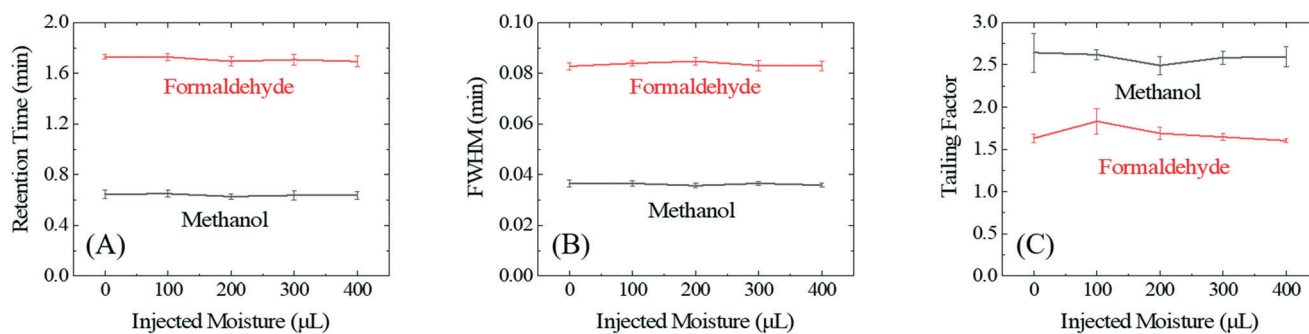 Retention Time (min)
2.0
1.6
1.2
0.8
0.4
0.0
Formaldehyde
Methanol
(A)
0 100 200 300 400
Injected Moisture (μL)
FWHM (min)
0.10
0.08
0.06
0.04
0.02
0.00
Formaldehyde
Methanol
(B)
0 100 200 300 400
Injected Moisture (μL)
Tailing Factor
3.0
2.5
2.0
1.5
1.0
0.5
0.0
Methanol
Formaldehyde
(C)
0 100 200 300 400
Injected Moisture (μL)